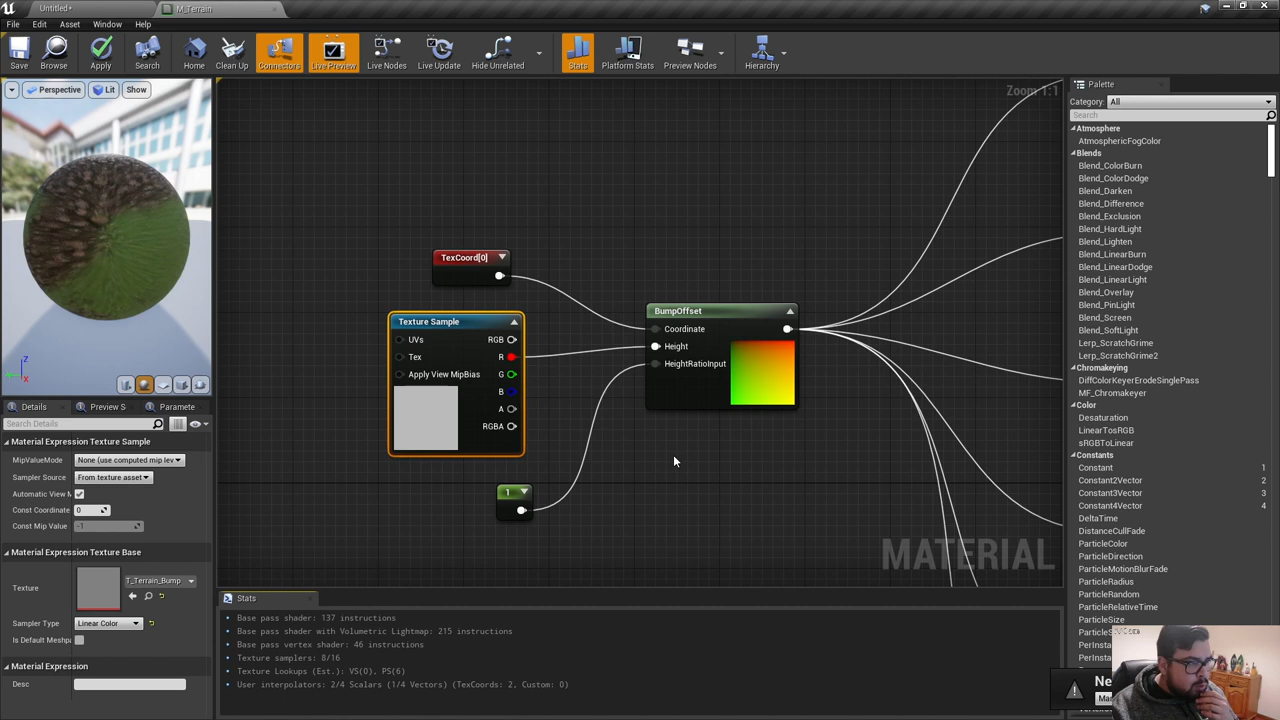 Untitled*
M_Terrain
File Edit Asset Window Help
Save Browse Apply Search Home Clean Up Connectors Live Preview Live Nodes Live Update Hide Unrelated Stats Platform Stats Preview Nodes Hierarchy
Perspective Lit Show
Zoom 1:1
Palette
Category: All
Search
Atmosphere
AtmosphericFogColor
Blends
Blend_ColorBurn
Blend_ColorDodge
Blend_Darken
Blend_Difference
Blend_Exclusion
Blend_HardLight
Blend_Lighten
Blend_LinearBurn
Blend_LinearDodge
Blend_LinearLight
Blend_Overlay
Blend_PinLight
Blend_Screen
Blend_SoftLight
Lerp_ScratchGrime
Lerp_ScratchGrime2
Chromakeying
DiffColorKeyerErodeSinglePass
MF_Chromakeyer
Color
Desaturation
LinearTosRGB
sRGBToLinear
Constants
Constant 1
Constant2Vector 2
Constant3Vector 3
Constant4Vector 4
DeltaTime
DistanceCullFade
ParticleColor
ParticleDirection
ParticleMotionBlurFade
ParticleRadius
ParticleRandom
ParticleRelativeTime
ParticleSize
PerInst
TexCoord[0]
Texture Sample
UVs RGB
Tex R
Apply View MipBias G
B
A
RGBA
1
BumpOffset
Coordinate
Height
HeightRatioInput
MATERIAL
Z
X
Details Preview S Paramete
Search Details
Material Expression Texture Sample
MipValueMode None (use computed mip lev
Sampler Source From texture asset
Automatic View M
Const Coordinate 0
Const Mip Value -1
Material Expression Texture Base
Texture T_Terrain_Bump
Sampler Type Linear Color
Is Default Meshpa
Material Expression
Desc
Stats
Base pass shader: 137 instructions
Base pass shader with Volumetric Lightmap: 215 instructions
Base pass vertex shader: 46 instructions
Texture samplers: 8/16
Texture Lookups (Est.): VS(0), PS(6)
User interpolators: 2/4 Scalars (1/4 Vectors) (TexCoords: 2, Custom: 0)
Ne